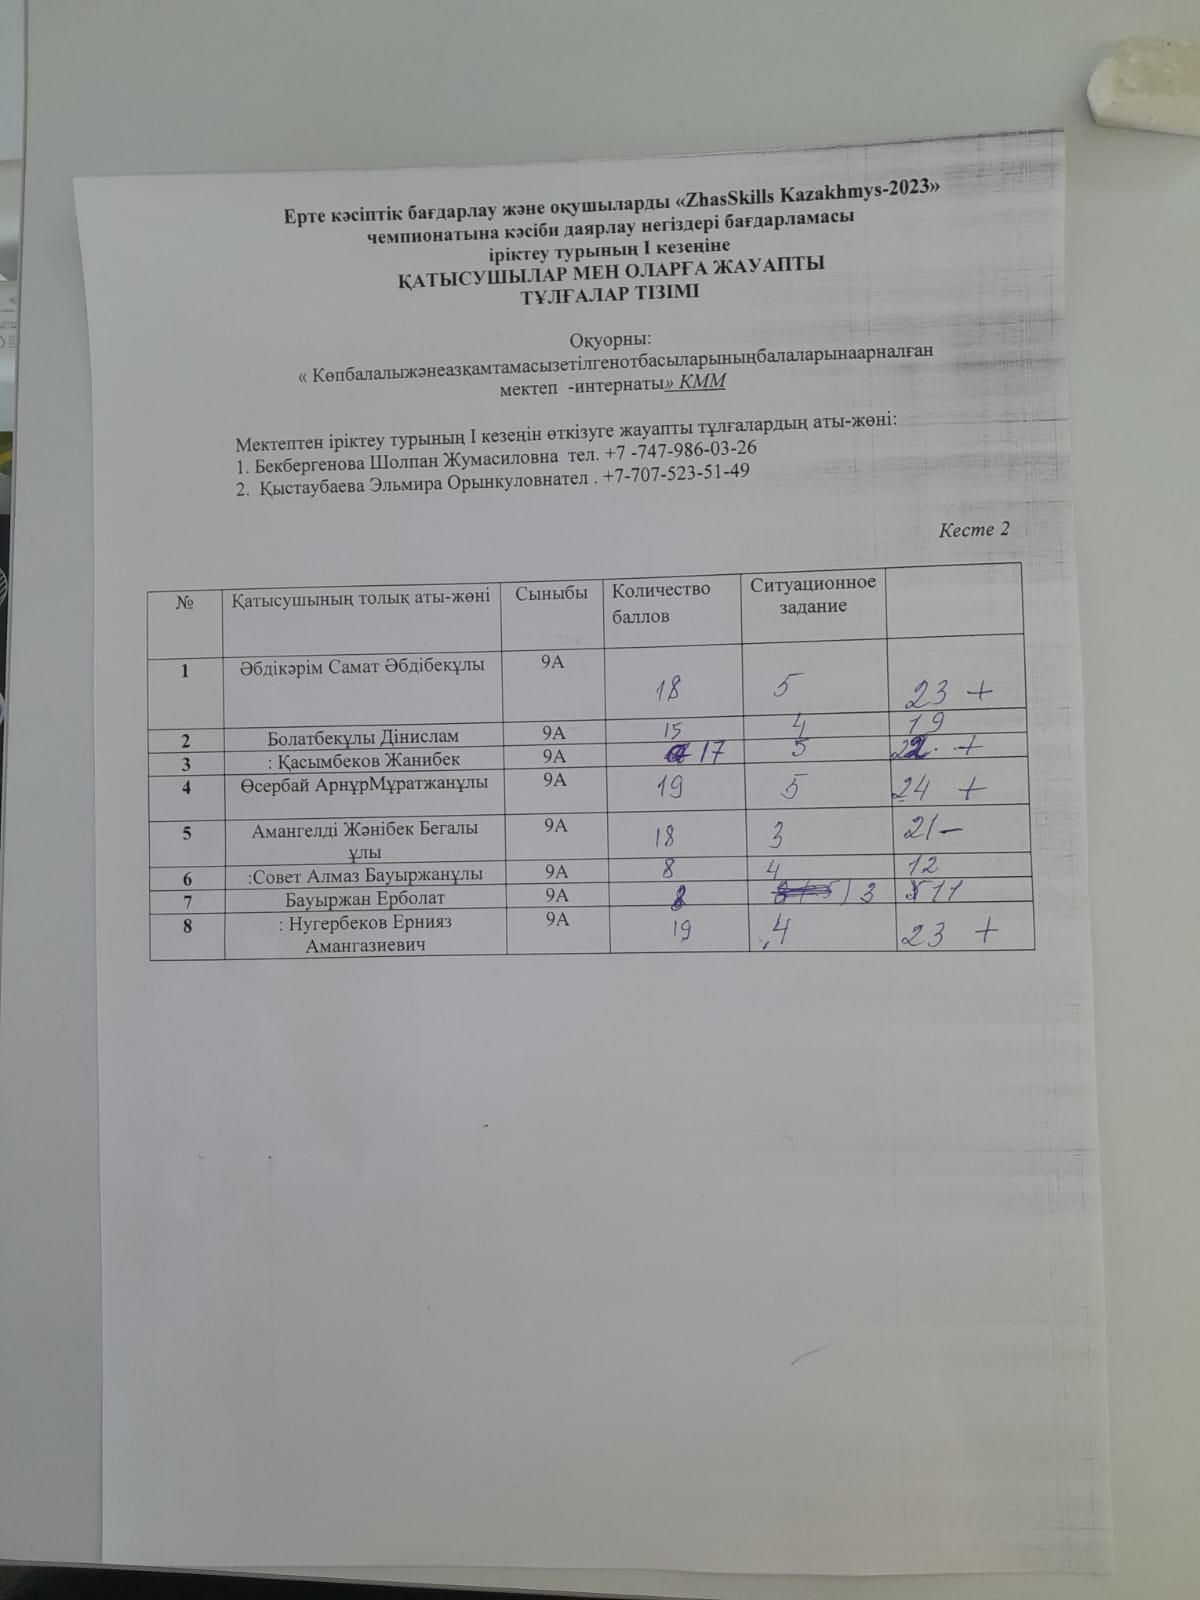 Ерте кәсіптік бағдарлау және оқушыларды «ZhasSkills Kazakhmys-2023»
чемпионатына кәсіби даярлау негіздері бағдарламасы
іріктеу турының I кезеңіне
ҚАТЫСУШЫЛАР МЕН ОЛАРҒА ЖАУАПТЫ
ТҰЛҒАЛАР ТІЗІМІ
Оқуорны:
« Көпбалалыжәнеазқамтамасызетілгенотбасыларыныңбалаларынаарналған
мектеп -интернаты» КММ
Мектептен іріктеу турының I кезеңін өткізуге жауапты тұлғалардың аты-жөні:
1. Бекбергенова Шолпан Жумасиловна тел. +7 -747-986-03-26
2. Қыстаубаева Эльмира Орынкуловнател . +7-707-523-51-49
Кесте 2
№ Қатысушының толық аты-жөні Сыныбы Количество баллов Ситуационное задание
1 Әбдікәрім Самат Әбдібекұлы 9А 18 5 23 +
2 Болатбекұлы Дінислам 9А 15 4 19
3 : Қасымбеков Жанибек 9А 17 5 22 +
4 Өсербай АрнұрМұратжанұлы 9А 19 5 24 +
5 Амангелді Жәнібек Бегалы ұлы 9А 18 3 21 –
6 :Совет Алмаз Бауыржанұлы 9А 8 4 12
7 Бауыржан Ерболат 9А 8 3 11
8 : Нугербеков Ернияз Амангазиевич 9А 19 4 23 +